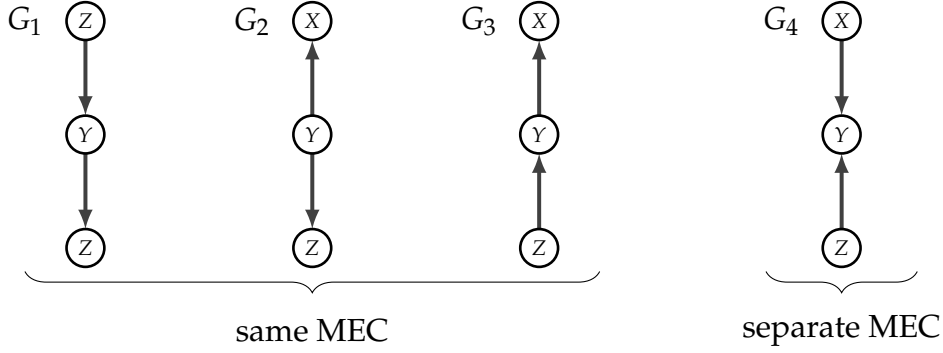 G1 Z G2 X G3 X G4 X
Y Y Y Y
Z Z Z Z
same MEC separate MEC